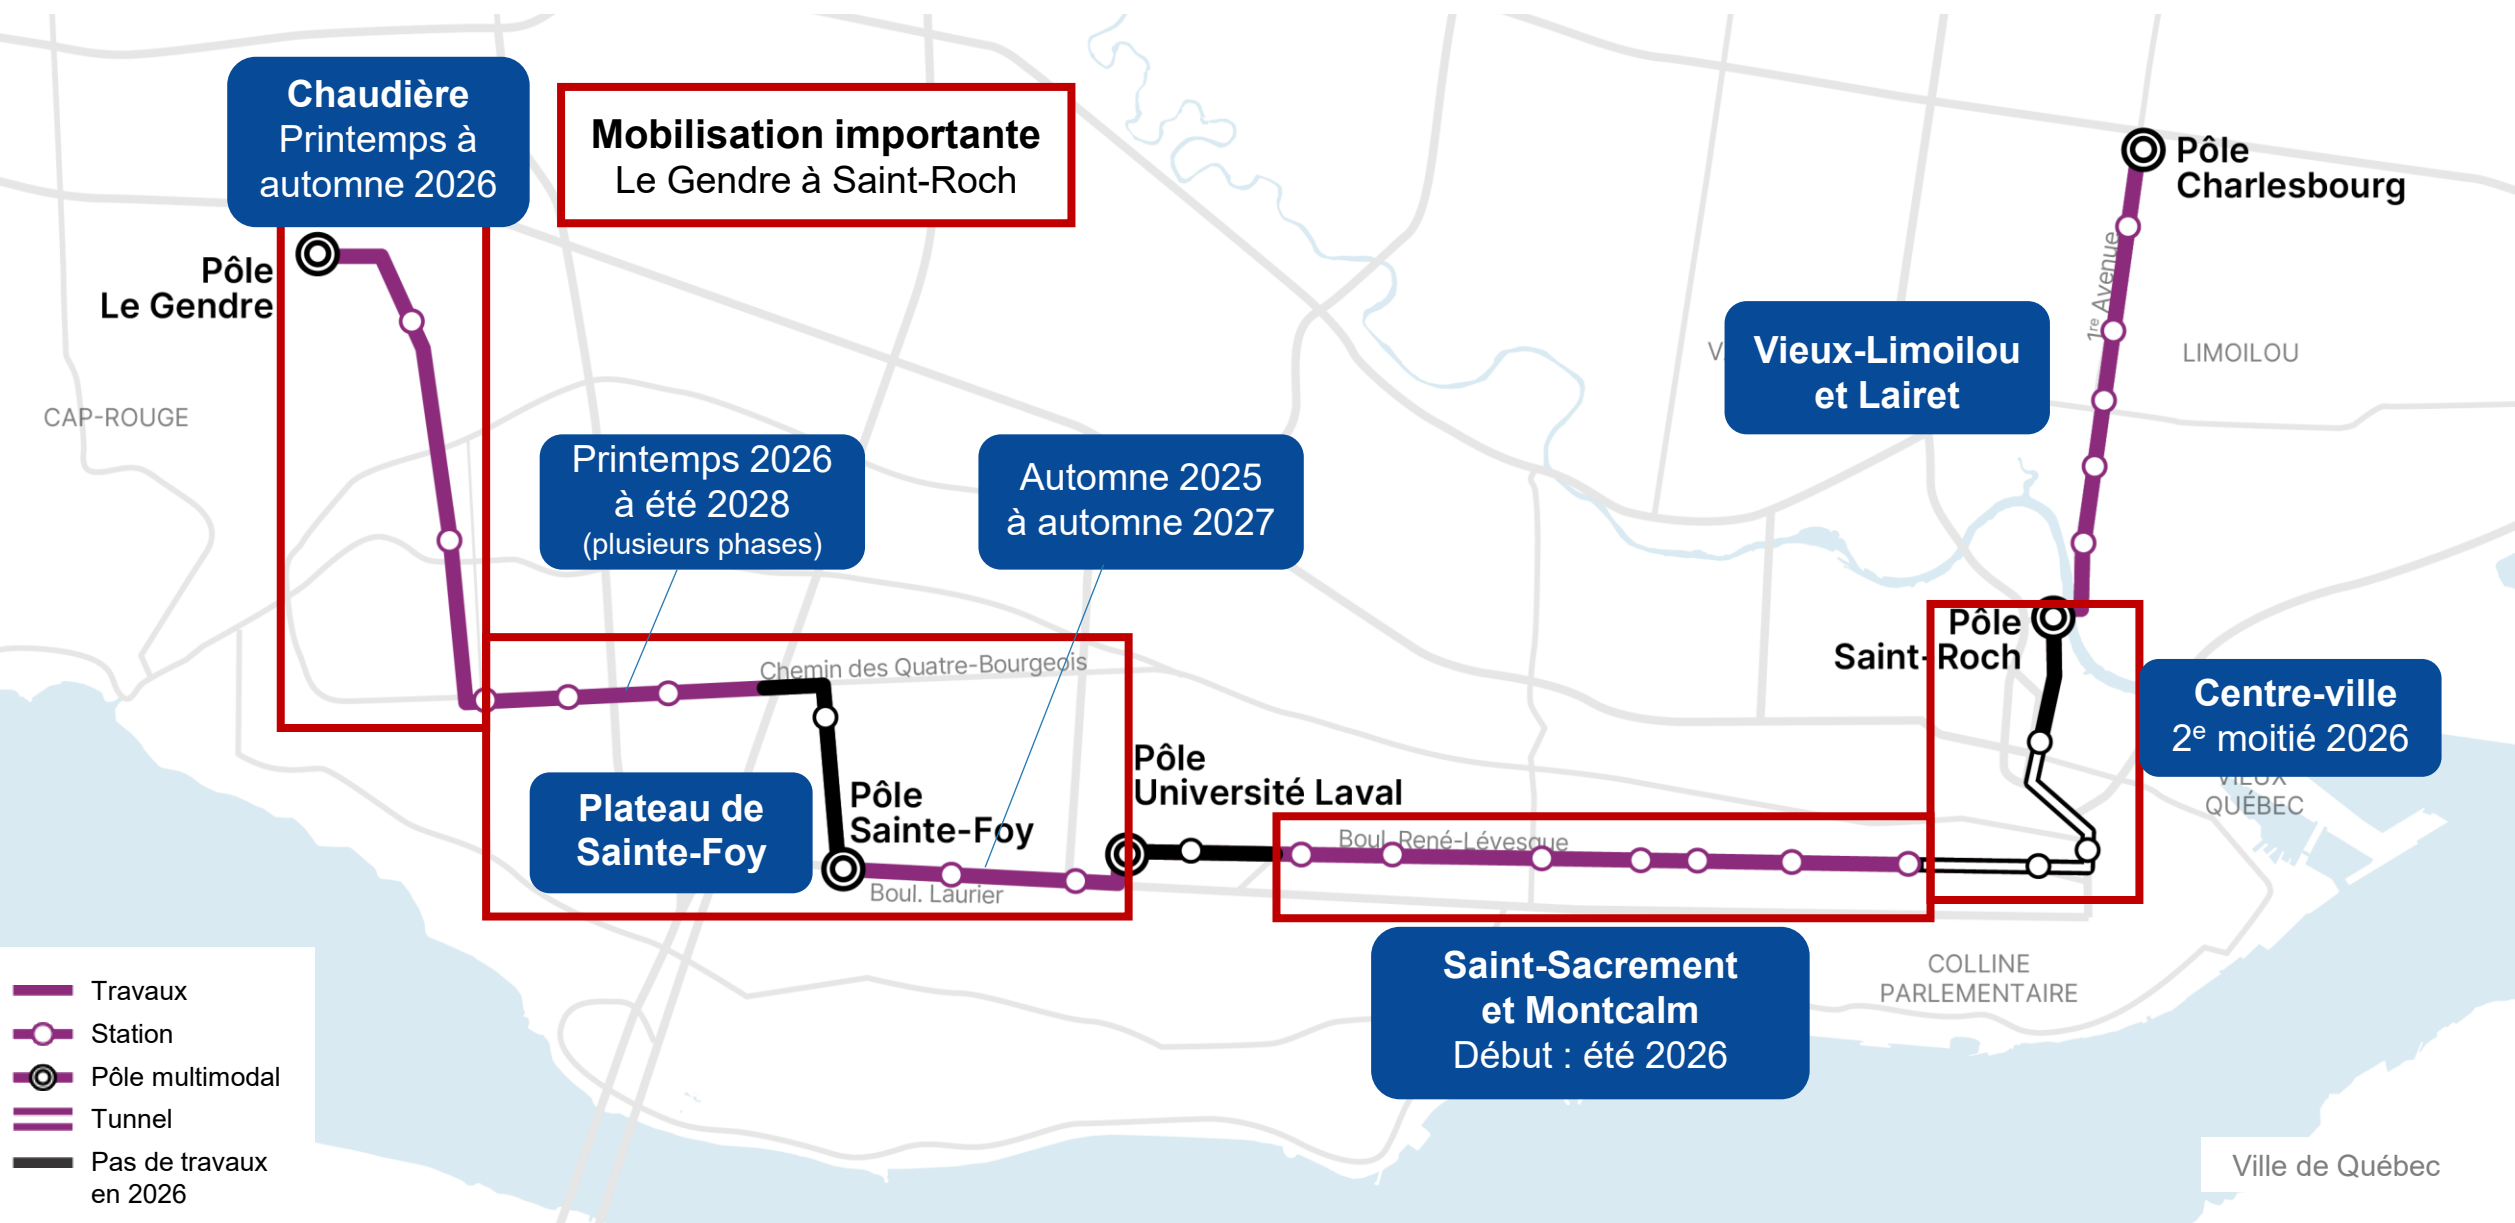 Chaudière
Printemps à
automne 2026
Mobilisation importante
Le Gendre à Saint-Roch
Pôle
Charlesbourg
Pôle
Le Gendre
1re Avenue
Vieux-Limoilou
et Lairet
LIMOILOU
CAP-ROUGE
Printemps 2026
à été 2028
(plusieurs phases)
Automne 2025
à automne 2027
Pôle
Saint-Roch
Chemin des Quatre-Bourgeois
Centre-ville
2e moitié 2026
VIEUX
QUÉBEC
Plateau de
Sainte-Foy
Pôle
Sainte-Foy
Pôle
Université Laval
Boul. René-Lévesque
Boul. Laurier
Saint-Sacrement
et Montcalm
Début : été 2026
COLLINE
PARLEMENTAIRE
Travaux
Station
Pôle multimodal
Tunnel
Pas de travaux
en 2026
Ville de Québec